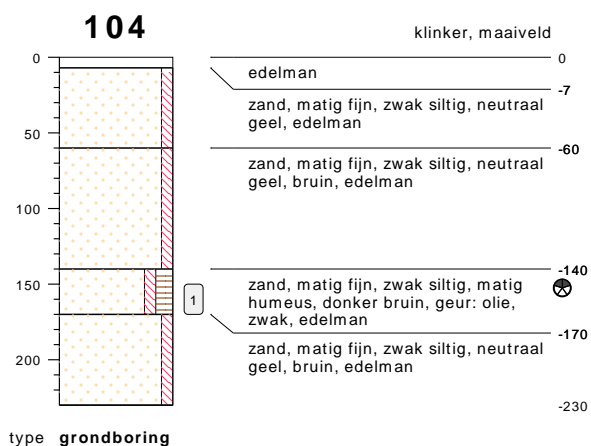 104
klinker, maaiveld
0
0
edelman
-7
zand, matig fijn, zwak siltig, neutraal
geel, edelman
50
-60
zand, matig fijn, zwak siltig, neutraal
geel, bruin, edelman
100
-140
150
1
zand, matig fijn, zwak siltig, matig
humeus, donker bruin, geur: olie,
zwak, edelman
-170
200
zand, matig fijn, zwak siltig, neutraal
geel, bruin, edelman
-230
type grondboring